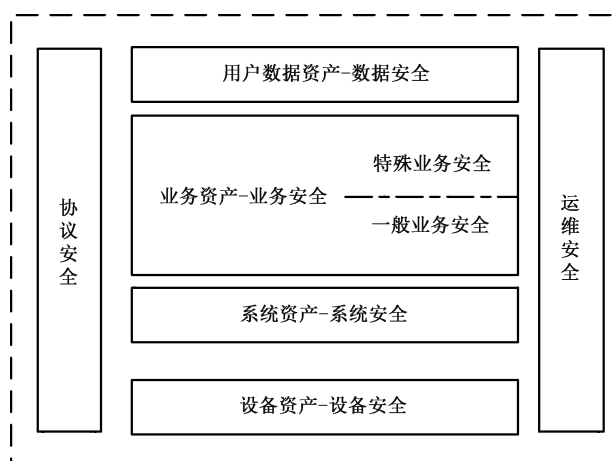 用户数据资产-数据安全
协议安全
业务资产-业务安全
特殊业务安全
一般业务安全
运维安全
系统资产-系统安全
设备资产-设备安全